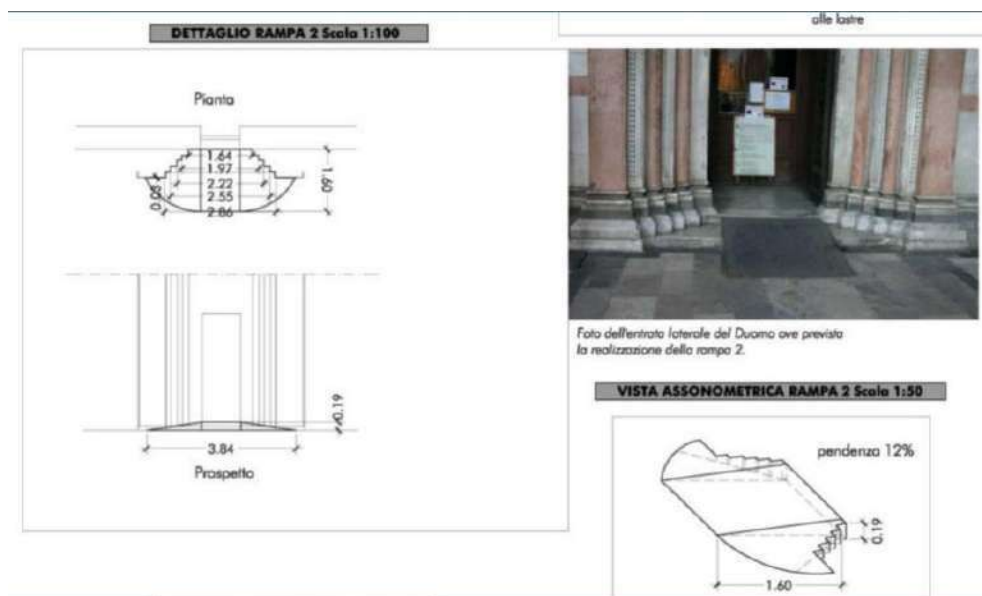 alle lastre
DETTAGLIO RAMPA 2 Scala 1:100
Pianta
1.64
1.97
2.22
2.55
2.86
1.60
0.03
Foto dell'entrata laterale del Duomo ove prevista
la realizzazione della rampa 2.
VISTA ASSONOMETRICA RAMPA 2 Scala 1:50
pendenza 12%
0.19
3.84
Prospetto
0.19
1.60